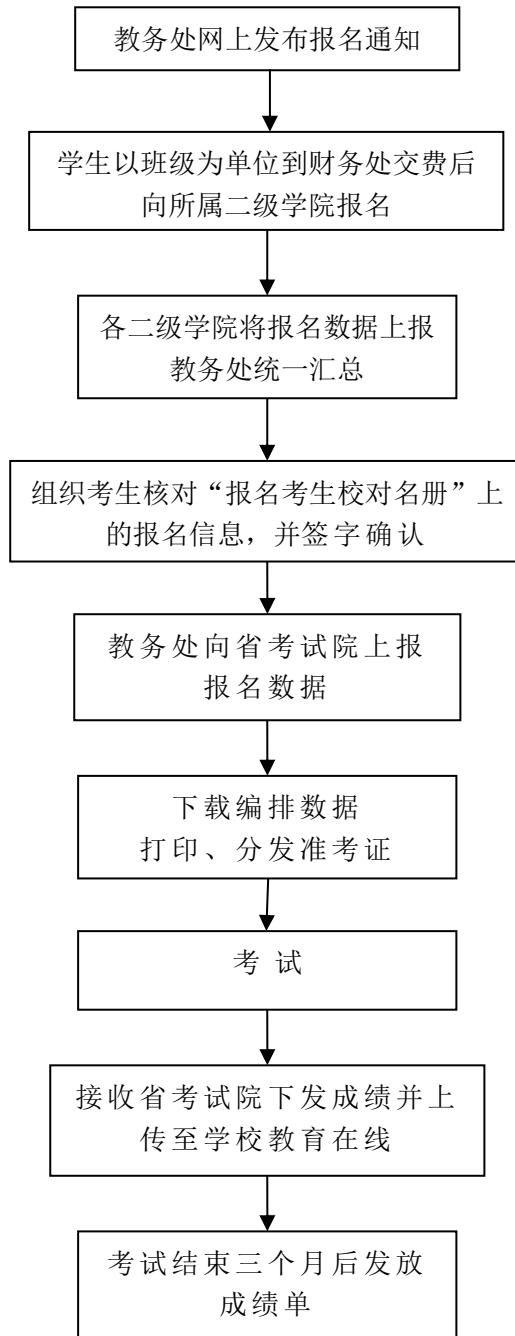 教务处网上发布报名通知
学生以班级为单位到财务处交费后
向所属二级学院报名
各二级学院将报名数据上报
教务处统一汇总
组织考生核对“报名考生校对名册”上
的报名信息，并签字确认
教务处向省考试院上报
报名数据
下载编排数据
打印、分发准考证
考 试
接收省考试院下发成绩并上
传至学校教育在线
考试结束三个月后发放
成绩单